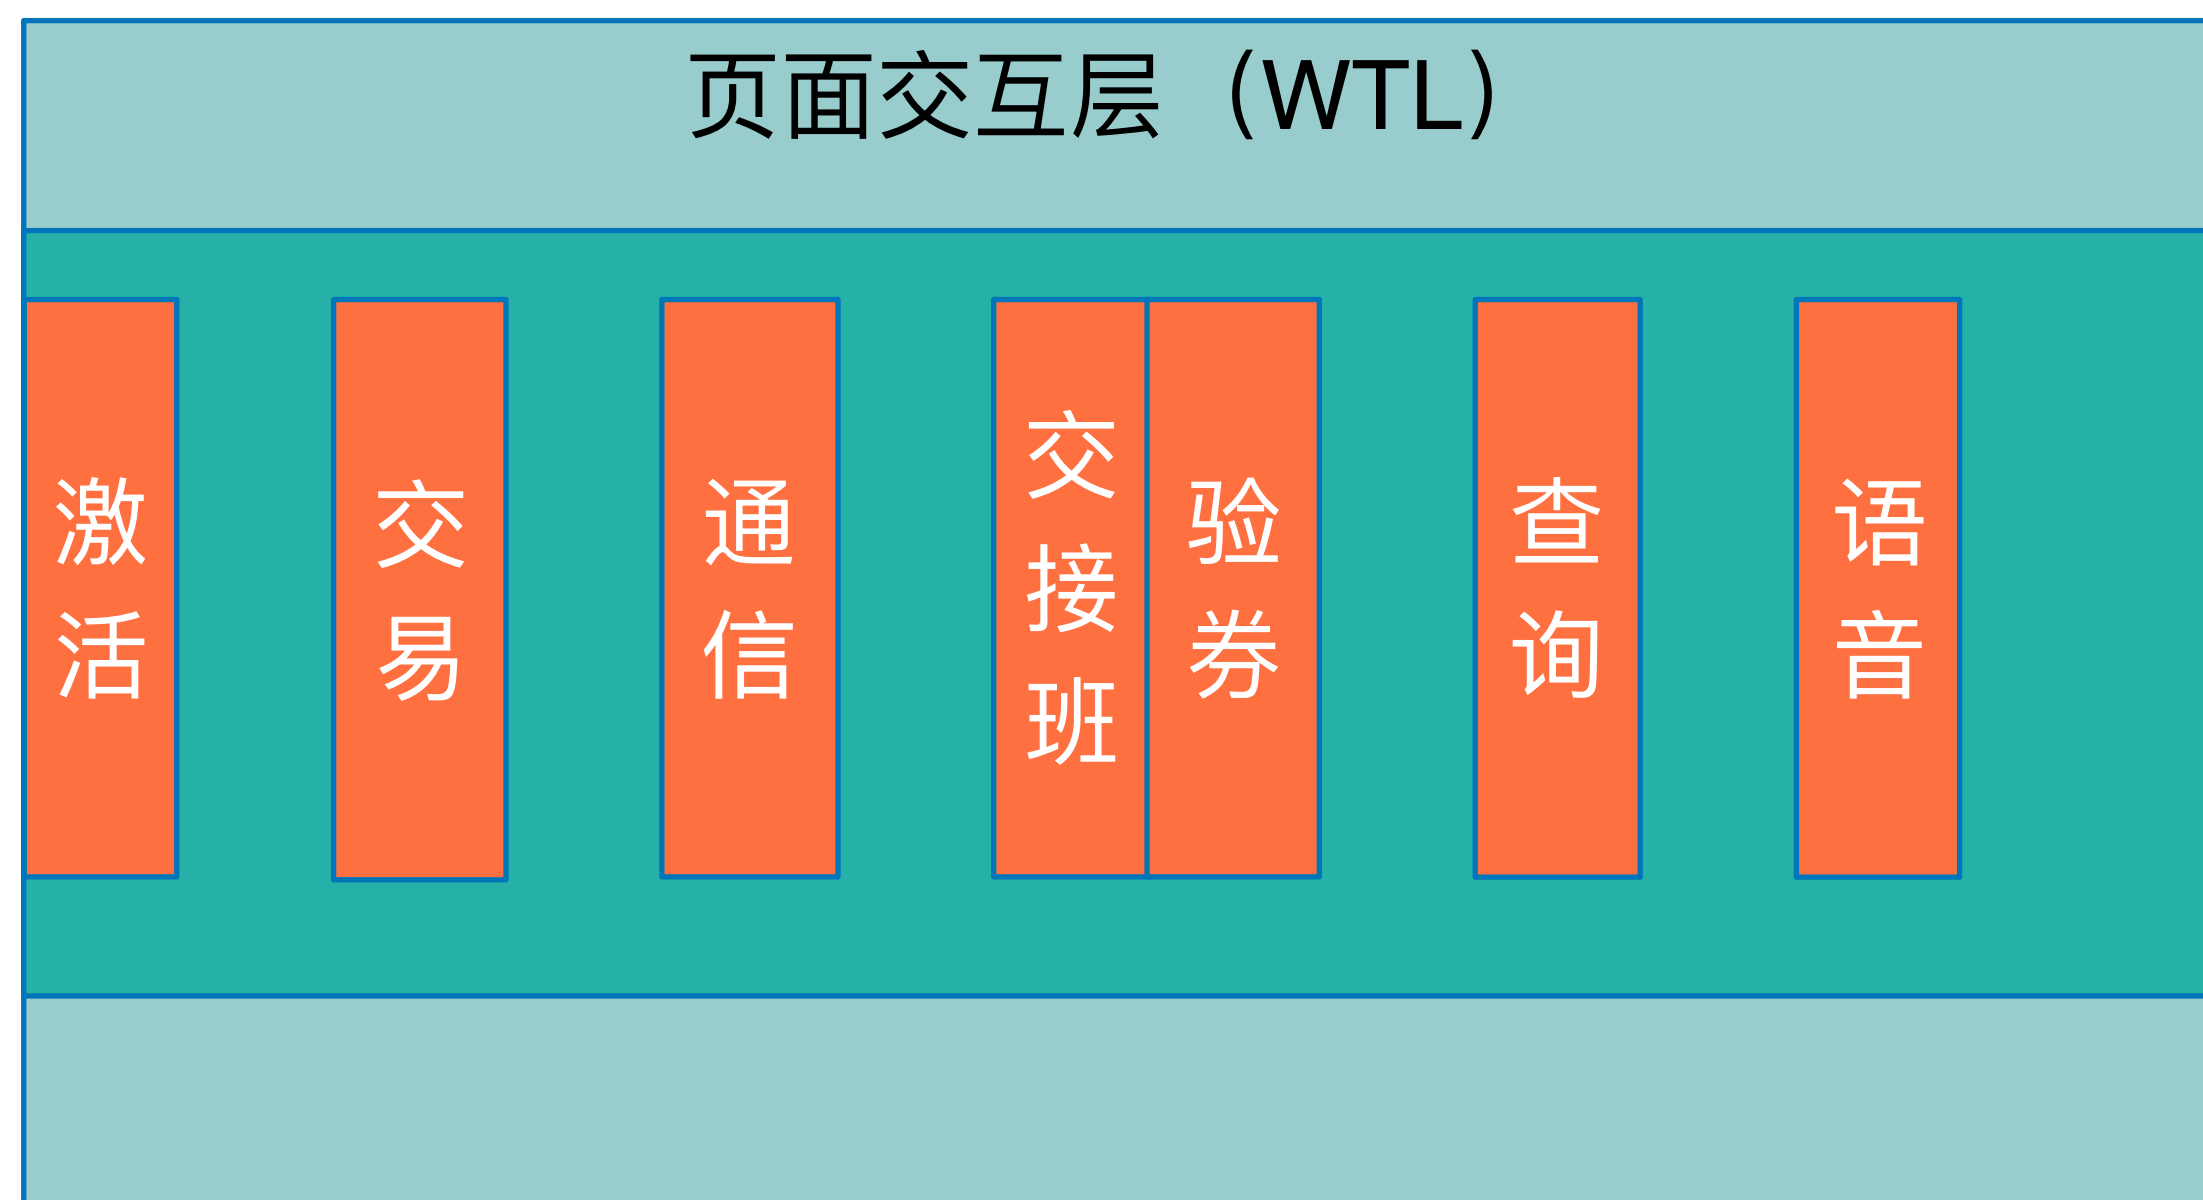 页面交互层（WTL）
激活
交易
通信
交接班
验券
查询
语音